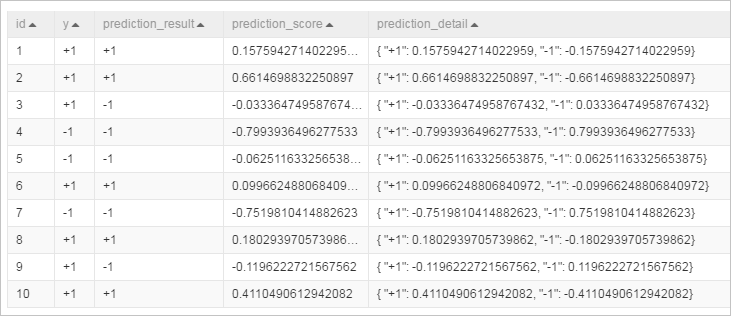 id y prediction_result prediction_score prediction_detail
1 +1 +1 0.157594271402295... { "+1": 0.1575942714022959, "-1": -0.1575942714022959}
2 +1 +1 0.6614698832250897 { "+1": 0.6614698832250897, "-1": -0.6614698832250897}
3 +1 -1 -0.033364749587674... { "+1": -0.03336474958767432, "-1": 0.03336474958767432}
4 -1 -1 -0.7993936496277533 { "+1": -0.7993936496277533, "-1": 0.7993936496277533}
5 -1 -1 -0.062511633256538... { "+1": -0.06251163325653875, "-1": 0.06251163325653875}
6 +1 +1 0.099662488068409... { "+1": 0.09966248806840972, "-1": -0.09966248806840972}
7 -1 -1 -0.7519810414882623 { "+1": -0.7519810414882623, "-1": 0.7519810414882623}
8 +1 +1 0.180293970573986... { "+1": 0.1802939705739862, "-1": -0.1802939705739862}
9 +1 -1 -0.1196222721567562 { "+1": -0.1196222721567562, "-1": 0.1196222721567562}
10 +1 +1 0.4110490612942082 { "+1": 0.4110490612942082, "-1": -0.4110490612942082}